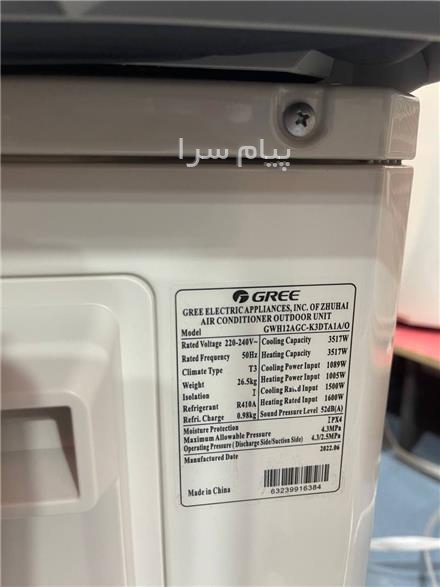 پیام سرا
GREE
GREE ELECTRIC APPLIANCES, INC. OF ZHUHAI
AIR CONDITIONER OUTDOOR UNIT
Model GWH12AGC-K3DTA1A/O
Rated Voltage 220-240V~ Cooling Capacity 3517W
Rated Frequency 50Hz Heating Capacity 3517W
Climate Type T3 Cooling Power Input 1089W
Weight 26.5kg Heating Power Input 1005W
Isolation I Cooling Rated Input 1500W
Refrigerant R410A Heating Rated Input 1600W
Refri. Charge 0.98kg Sound Pressure Level 52dB(A)
Moisture Protection IPX4
Maximum Allowable Pressure 4.3MPa
Operating Pressure (Discharge Side/Suction Side) 4.3/2.5MPa
Manufactured Date 2022.06
Made in China
63239916384